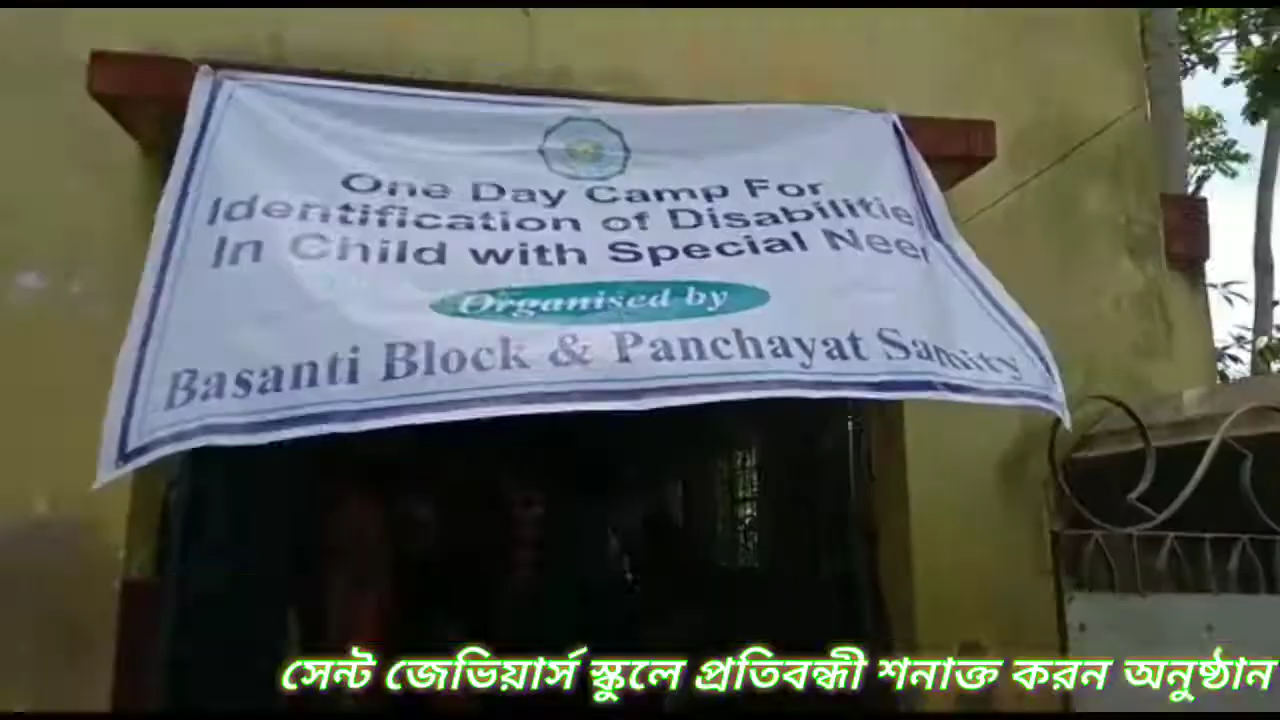 One Day Camp For
Identification of Disabilitie
In Child with Special Nee
Organised by
Basanti Block & Panchayat Samity
সেন্ট জেভিয়ার্স স্কুলে প্রতিবন্ধী শনাক্ত করন অনুষ্ঠান